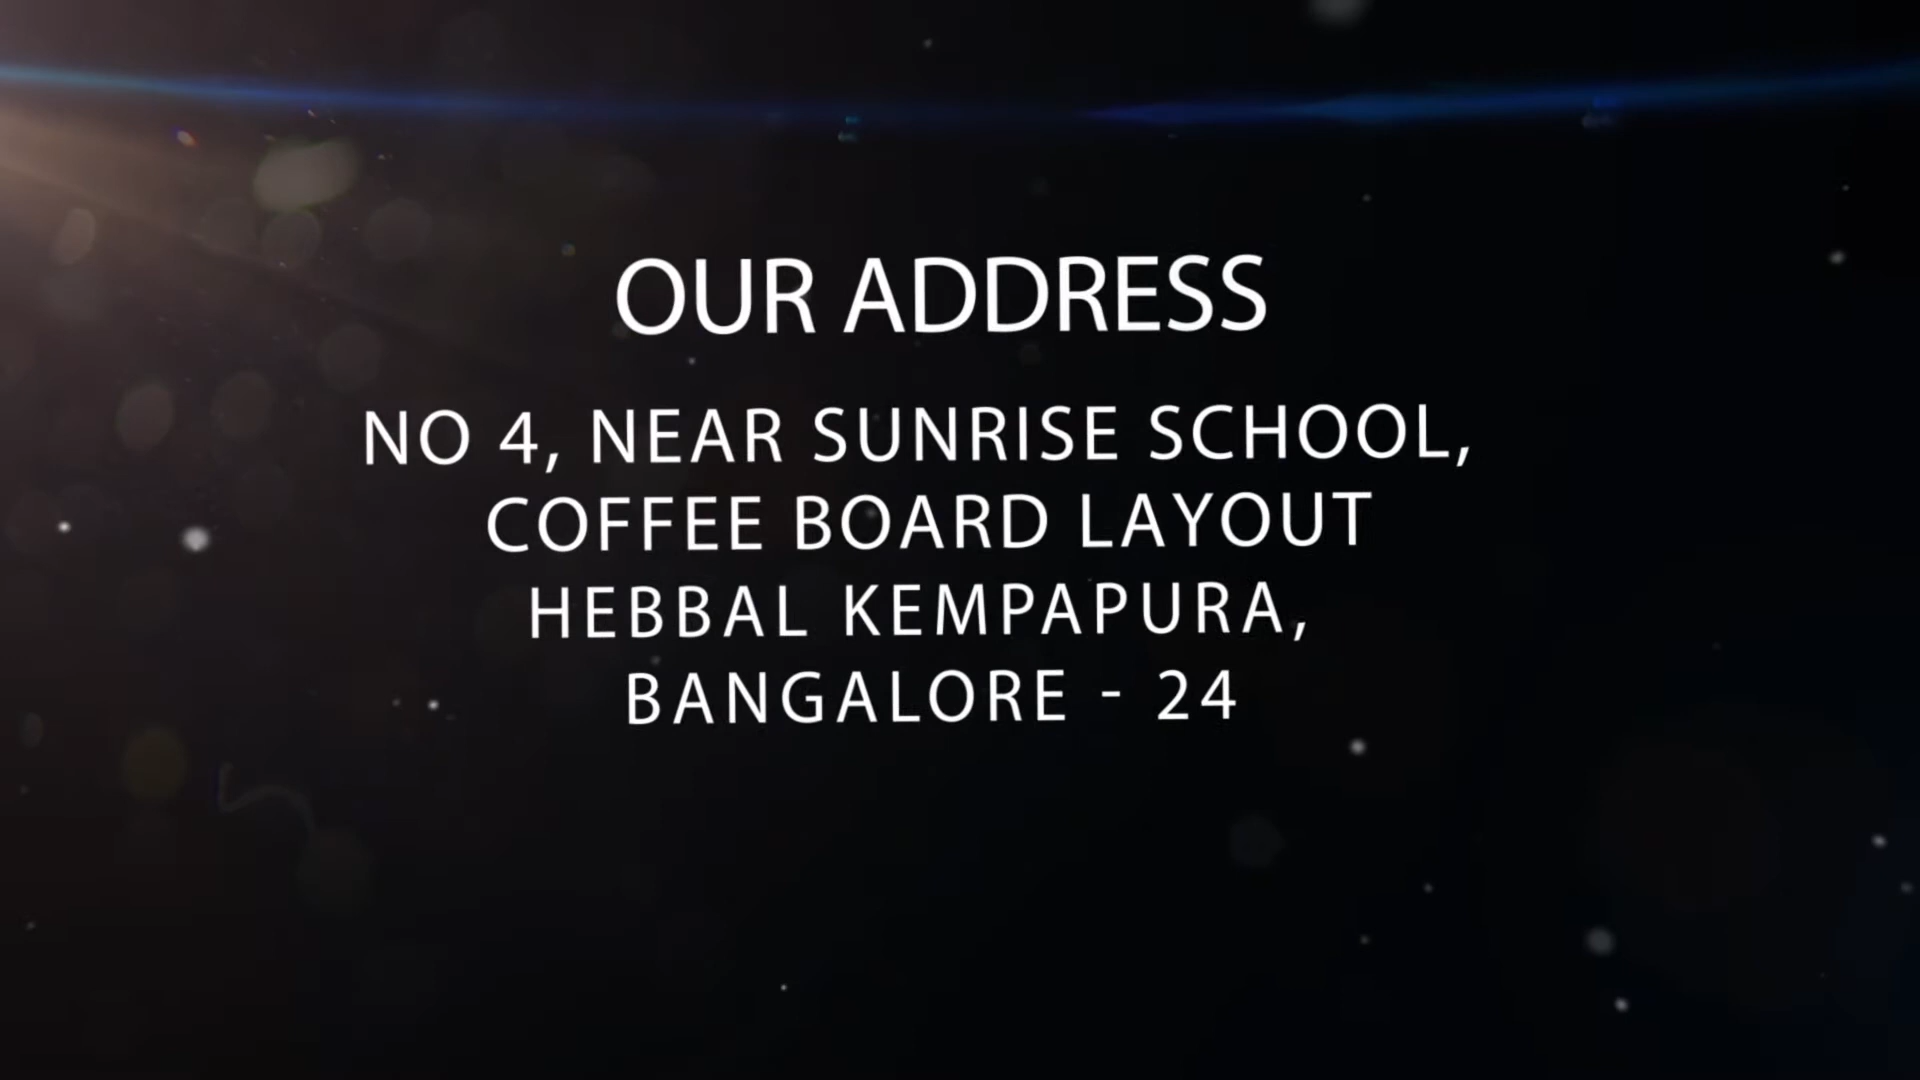 OUR ADDRESS
NO 4, NEAR SUNRISE SCHOOL,
COFFEE BOARD LAYOUT
HEBBAL KEMPAPURA,
BANGALORE - 24